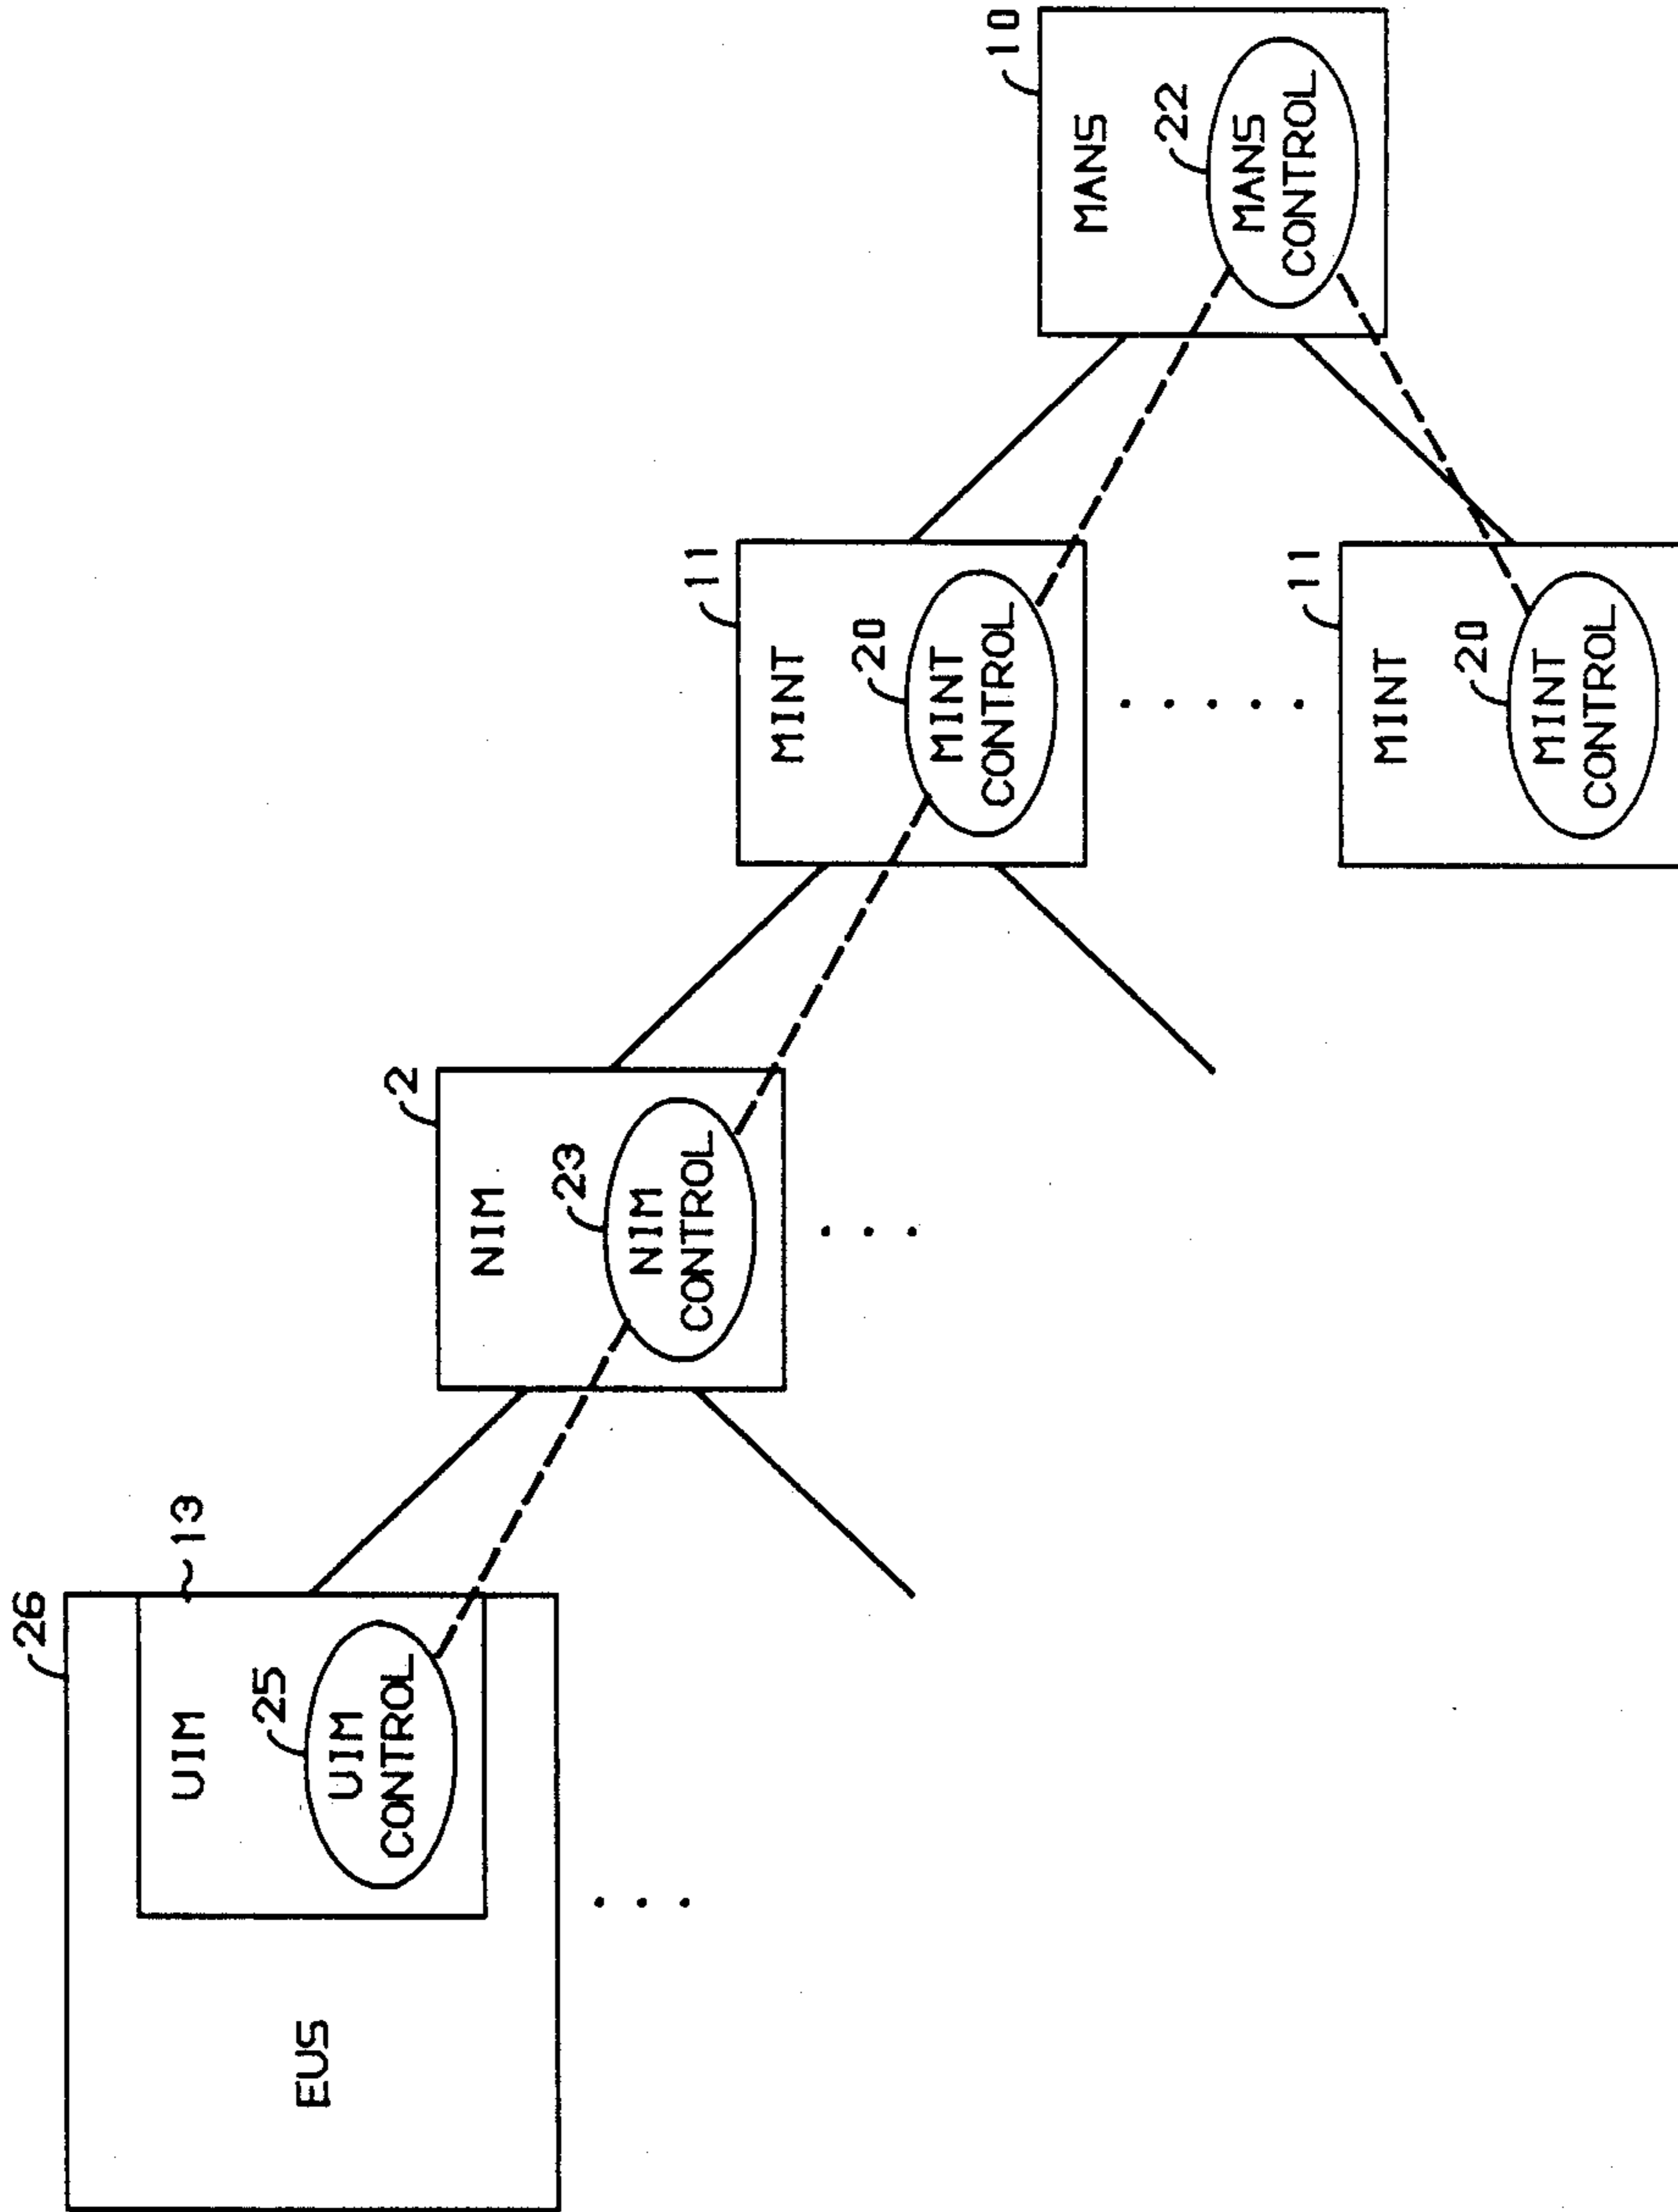 26
13
EUS
UIM
25
UIM
CONTROL
2
NIM
23
NIM
CONTROL
11
MINT
20
MINT
CONTROL
11
MINT
20
MINT
CONTROL
10
MANS
22
MANS
CONTROL